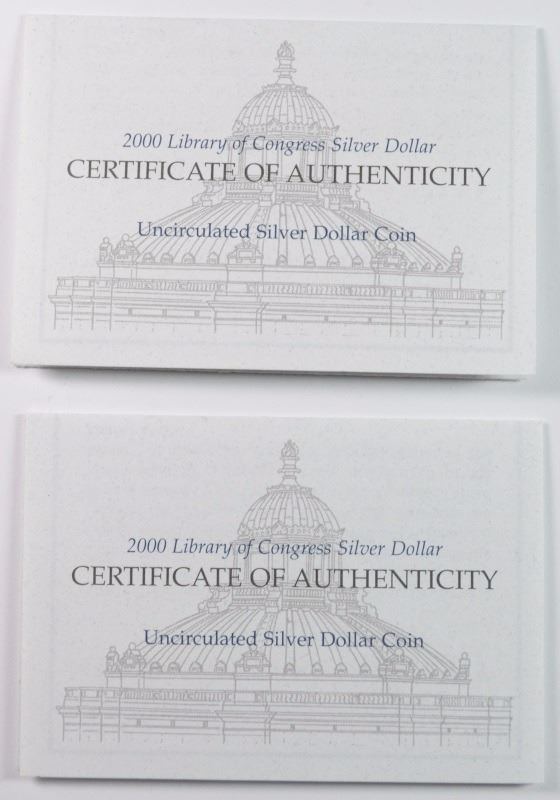 2000 Library of Congress Silver Dollar
CERTIFICATE OF AUTHENTICITY
Uncirculated Silver Dollar Coin
2000 Library of Congress Silver Dollar
CERTIFICATE OF AUTHENTICITY
Uncirculated Silver Dollar Coin